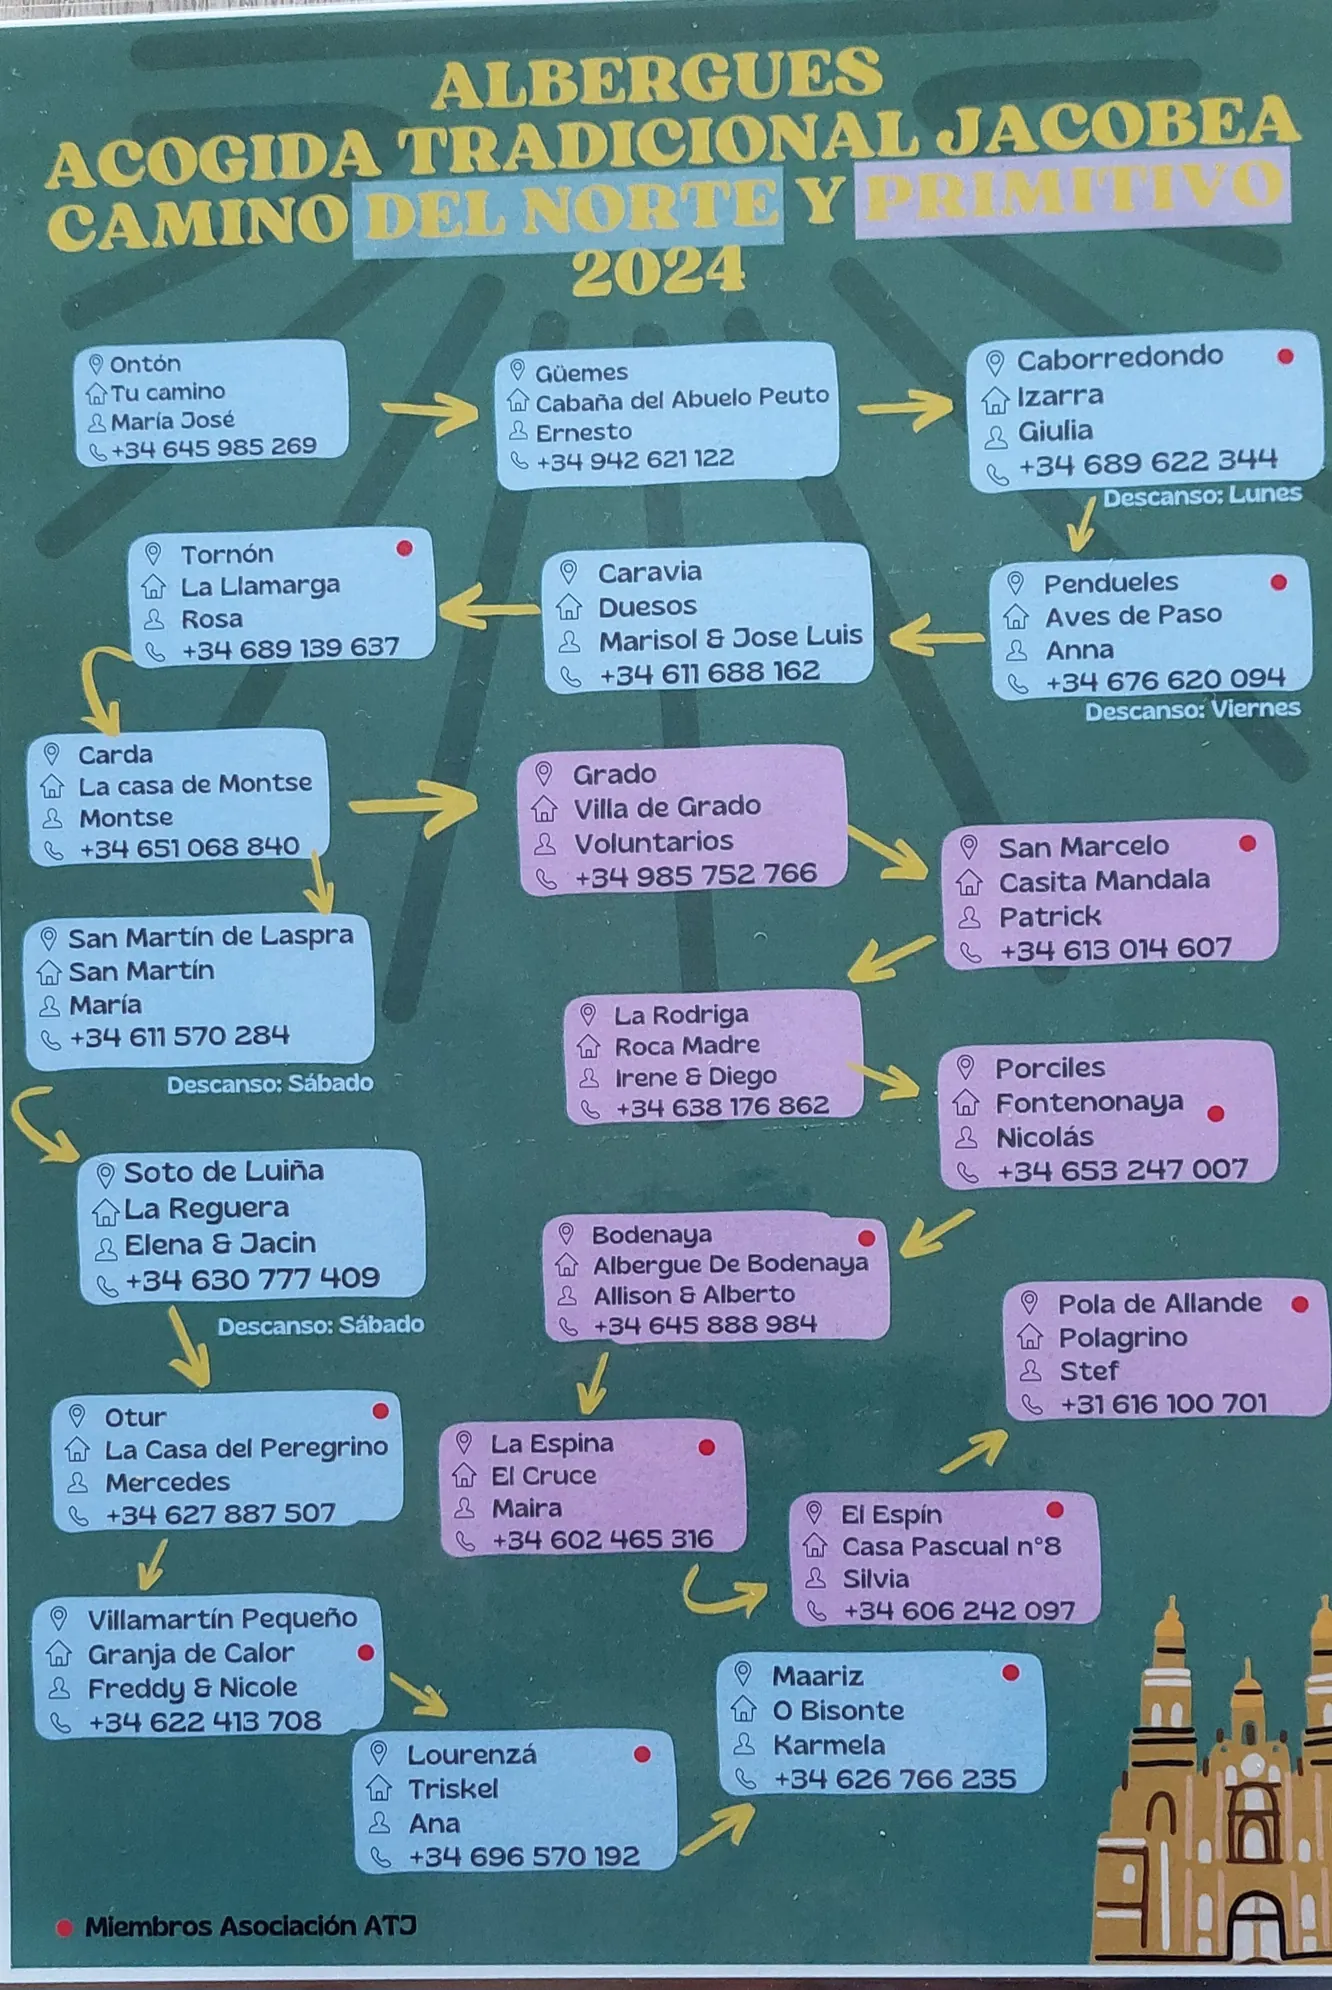 ALBERGUES
ACOGIDA TRADICIONAL JACOBEA
CAMINO DEL NORTE Y PRIMITIVO
2024
Ontón
Tu camino
María José
+34 645 985 269
Güemes
Cabaña del Abuelo Peuto
Ernesto
+34 942 621 122
Caborredondo
Izarra
Giulia
+34 689 622 344
Descanso: Lunes
Pendueles
Aves de Paso
Anna
+34 676 620 094
Descanso: Viernes
Caravia
Duesos
Marisol & Jose Luis
+34 611 688 162
Tornón
La Llamarga
Rosa
+34 689 139 637
Carda
La casa de Montse
Montse
+34 651 068 840
Grado
Villa de Grado
Voluntarios
+34 985 752 766
San Marcelo
Casita Mandala
Patrick
+34 613 014 607
La Rodriga
Roca Madre
Irene & Diego
+34 638 176 862
Porciles
Fontenonaya
Nicolás
+34 653 247 007
Bodenaya
Albergue De Bodenaya
Allison & Alberto
+34 645 888 984
La Espina
El Cruce
Maira
+34 602 465 316
El Espín
Casa Pascual n°8
Silvia
+34 606 242 097
Pola de Allande
Polagrino
Stef
+31 616 100 701
San Martín de Laspra
San Martín
María
+34 611 570 284
Descanso: Sábado
Soto de Luiña
La Reguera
Elena & Jacin
+34 630 777 409
Descanso: Sábado
Otur
La Casa del Peregrino
Mercedes
+34 627 887 507
Villamartín Pequeño
Granja de Calor
Freddy & Nicole
+34 622 413 708
Lourenzá
Triskel
Ana
+34 696 570 192
Maariz
O Bisonte
Karmela
+34 626 766 235
Miembros Asociación ATJ